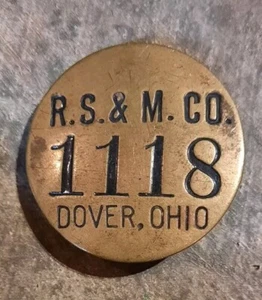 R.S.& M. CO.
1118
DOVER, OHIO